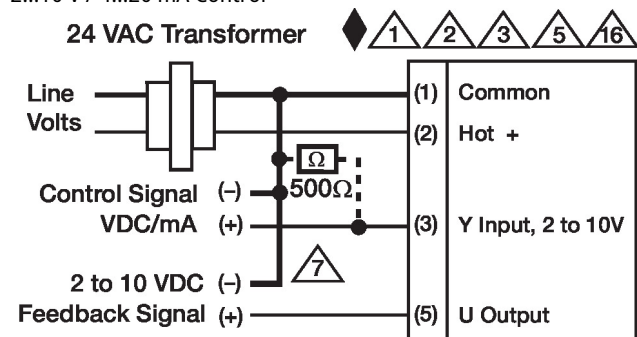 24 VAC Transformer
1 2 3 5 16
Line
Volts
(1) Common
(2) Hot +
Ω
500Ω
Control Signal (–)
VDC/mA (+)
(3) Y Input, 2 to 10V
7
2 to 10 VDC (–)
Feedback Signal (+)
(5) U Output